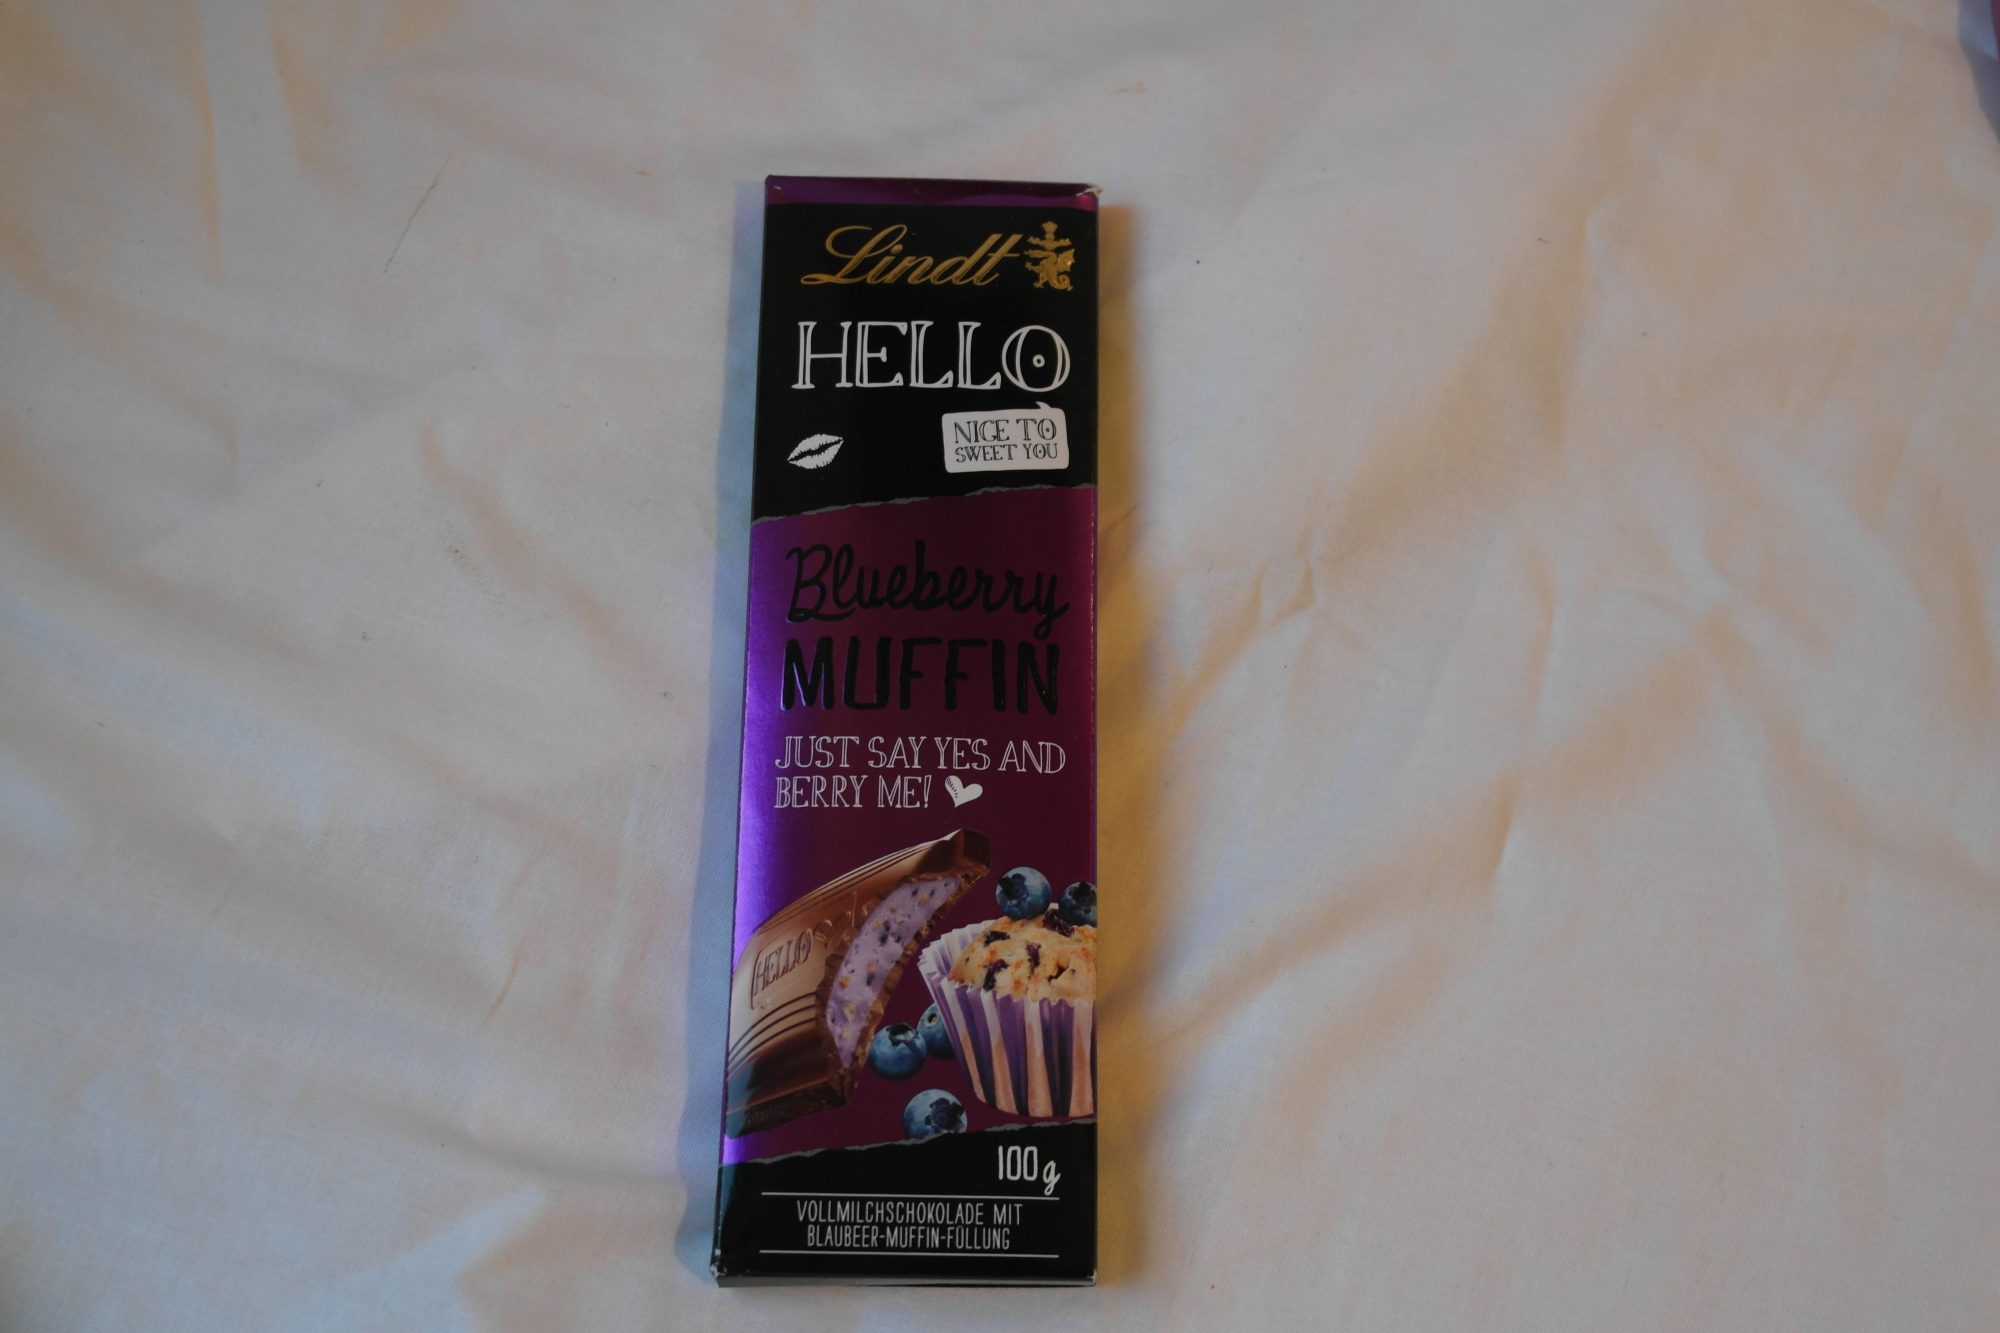 Lindt
HELLO
NICE TO
SWEET YOU
Blueberry
MUFFIN
JUST SAY YES AND
BERRY ME!
HELLO
100 g
VOLLMILCHSCHOKOLADE MIT
BLAUBEER-MUFFIN-FÜLLUNG